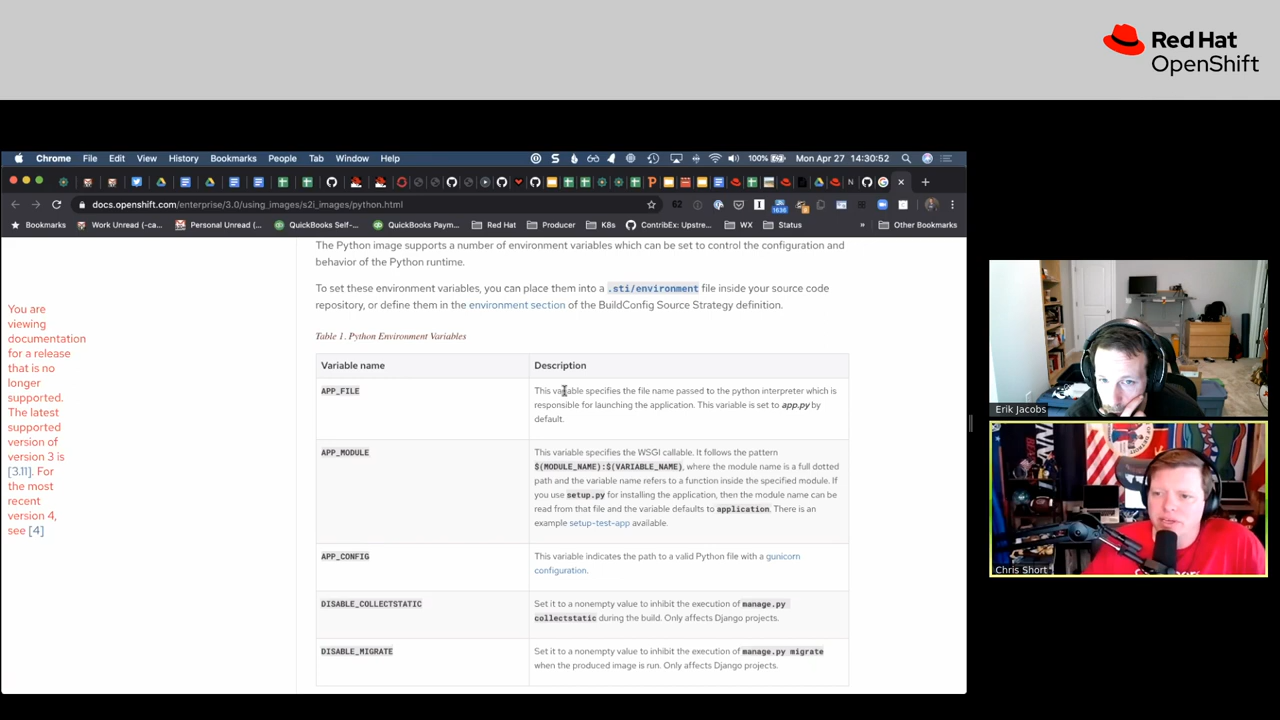 Red Hat
OpenShift
Chrome File Edit View History Bookmarks People Tab Window Help
100% Mon Apr 27 14:30:52
docs.openshift.com/enterprise/3.0/using_images/s2i_images/python.html
Bookmarks Work Unread (-ca... Personal Unread (... QuickBooks Self-... QuickBooks Paym... Red Hat Producer K8s ContribEx: Upstre... WX Status » Other Bookmarks
The Python image supports a number of environment variables which can be set to control the configuration and
behavior of the Python runtime.
To set these environment variables, you can place them into a .sti/environment file inside your source code
repository, or define them in the environment section of the BuildConfig Source Strategy definition.
Table 1. Python Environment Variables
Variable name Description
APP_FILE
This variable specifies the file name passed to the python interpreter which is
responsible for launching the application. This variable is set to app.py by
default.
APP_MODULE
This variable specifies the WSGI callable. It follows the pattern
$(MODULE_NAME):$(VARIABLE_NAME), where the module name is a full dotted
path and the variable name refers to a function inside the specified module. If
you use setup.py for installing the application, then the module name can be
read from that file and the variable defaults to application. There is an
example setup-test-app available.
APP_CONFIG
This variable indicates the path to a valid Python file with a gunicorn
configuration.
DISABLE_COLLECTSTATIC
Set it to a nonempty value to inhibit the execution of manage.py
collectstatic during the build. Only affects Django projects.
DISABLE_MIGRATE
Set it to a nonempty value to inhibit the execution of manage.py migrate
when the produced image is run. Only affects Django projects.
You are
viewing
documentation
for a release
that is no
longer
supported.
The latest
supported
version of
version 3 is
[3.11]. For
the most
recent
version 4,
see [4]
Erik Jacobs
Chris Short